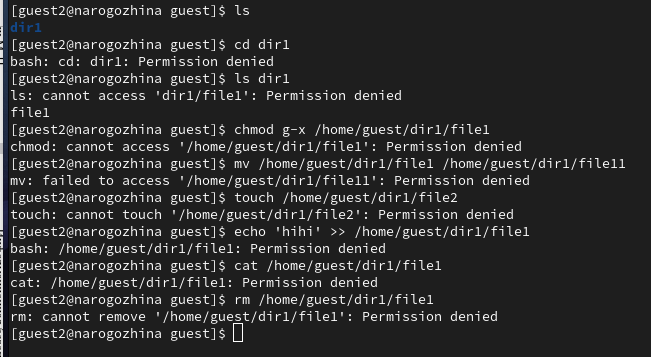 [guest2@narogozhina guest]$ ls
dir1
[guest2@narogozhina guest]$ cd dir1
bash: cd: dir1: Permission denied
[guest2@narogozhina guest]$ ls dir1
ls: cannot access 'dir1/file1': Permission denied
file1
[guest2@narogozhina guest]$ chmod g-x /home/guest/dir1/file1
chmod: cannot access '/home/guest/dir1/file1': Permission denied
[guest2@narogozhina guest]$ mv /home/guest/dir1/file1 /home/guest/dir1/file11
mv: failed to access '/home/guest/dir1/file11': Permission denied
[guest2@narogozhina guest]$ touch /home/guest/dir1/file2
touch: cannot touch '/home/guest/dir1/file2': Permission denied
[guest2@narogozhina guest]$ echo 'hihi' >> /home/guest/dir1/file1
bash: /home/guest/dir1/file1: Permission denied
[guest2@narogozhina guest]$ cat /home/guest/dir1/file1
cat: /home/guest/dir1/file1: Permission denied
[guest2@narogozhina guest]$ rm /home/guest/dir1/file1
rm: cannot remove '/home/guest/dir1/file1': Permission denied
[guest2@narogozhina guest]$